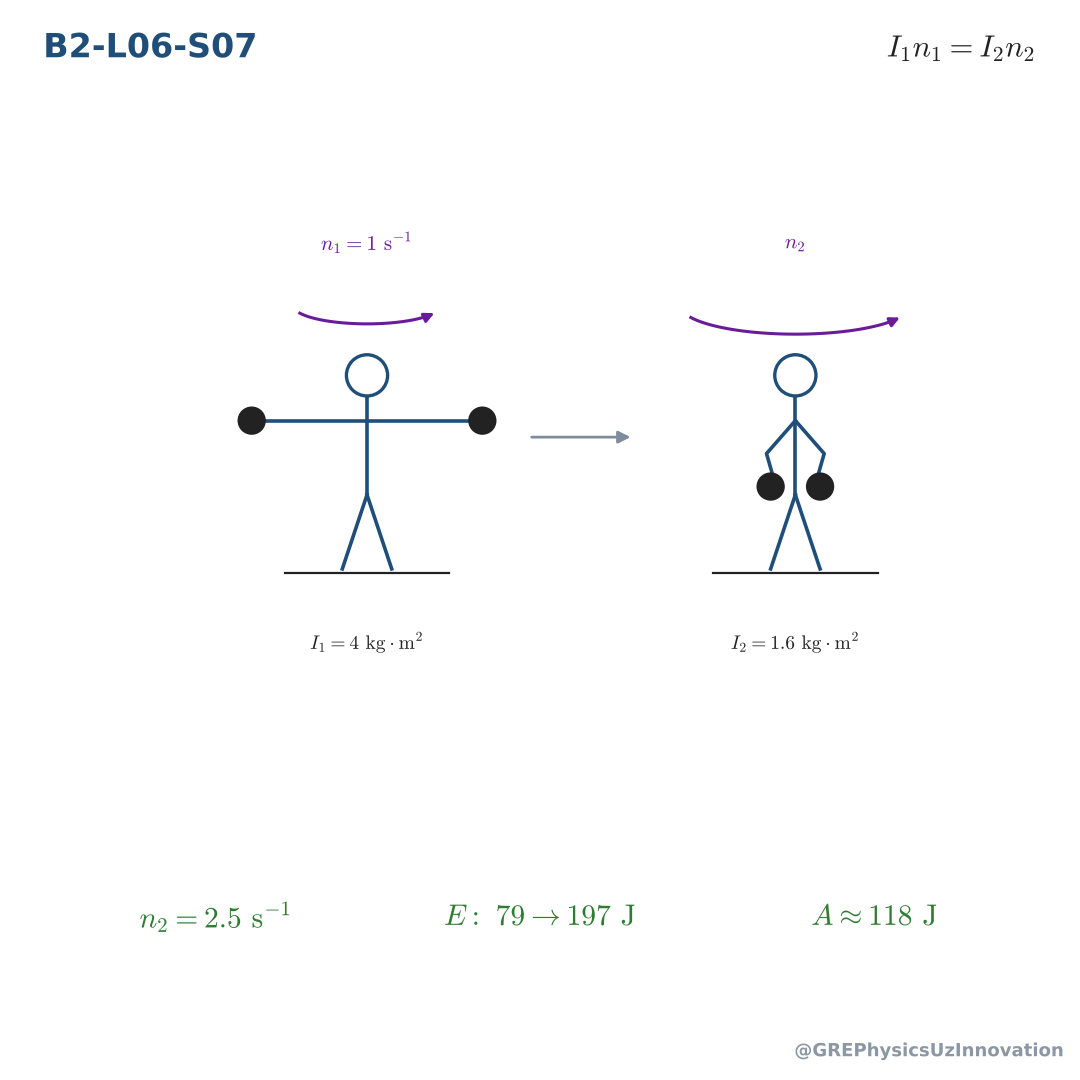 B2-L06-S07
I₁n₁ = I₂n₂
n₁ = 1 s⁻¹
n₂
I₁ = 4 kg · m²
I₂ = 1.6 kg · m²
n₂ = 2.5 s⁻¹
E : 79 → 197 J
A ≈ 118 J
@GREPhysicsUzInnovation